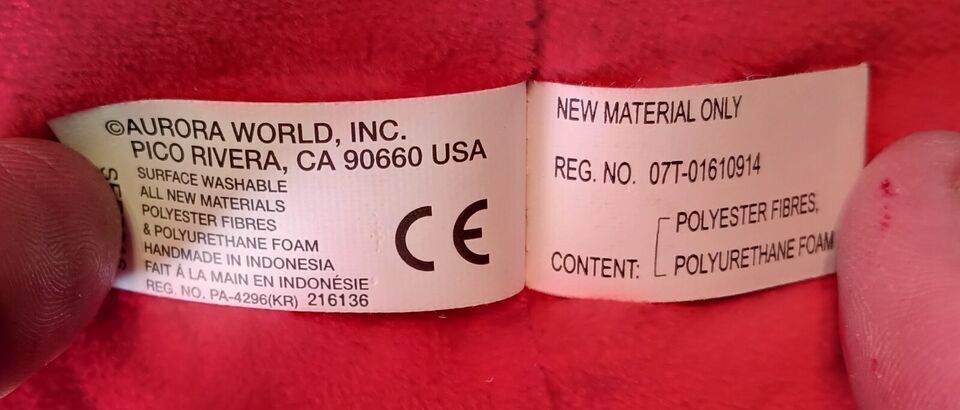 ©AURORA WORLD, INC.
PICO RIVERA, CA 90660 USA
SURFACE WASHABLE
ALL NEW MATERIALS
POLYESTER FIBRES
& POLYURETHANE FOAM
HANDMADE IN INDONESIA
FAIT À LA MAIN EN INDONÉSIE
REG. NO. PA-4296(KR) 216136
CE
NEW MATERIAL ONLY
REG. NO. 07T-01610914
CONTENT: POLYESTER FIBRES,
POLYURETHANE FOAM